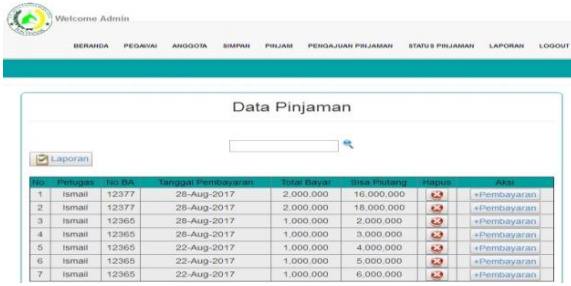 Welcome Admin
BERANDA PEGAWAI ANGGOTA SIMPAN PINJAM PENGAJUAN PINJAMAN STATUS PINJAMAN LAPORAN LOGOUT
Data Pinjaman
Laporan
No. Petugas No BA Tanggal Pembayaran Total Bayar Sisa Piutang Hapus Aksi
1 Ismail 12377 28-Aug-2017 2,000,000 16,000,000 +Pembayaran
2 Ismail 12377 28-Aug-2017 2,000,000 18,000,000 +Pembayaran
3 Ismail 12365 28-Aug-2017 1,000,000 2,000,000 +Pembayaran
4 Ismail 12365 28-Aug-2017 1,000,000 3,000,000 +Pembayaran
5 Ismail 12365 22-Aug-2017 1,000,000 4,000,000 +Pembayaran
6 Ismail 12365 22-Aug-2017 1,000,000 5,000,000 +Pembayaran
7 Ismail 12365 22-Aug-2017 1,000,000 6,000,000 +Pembayaran